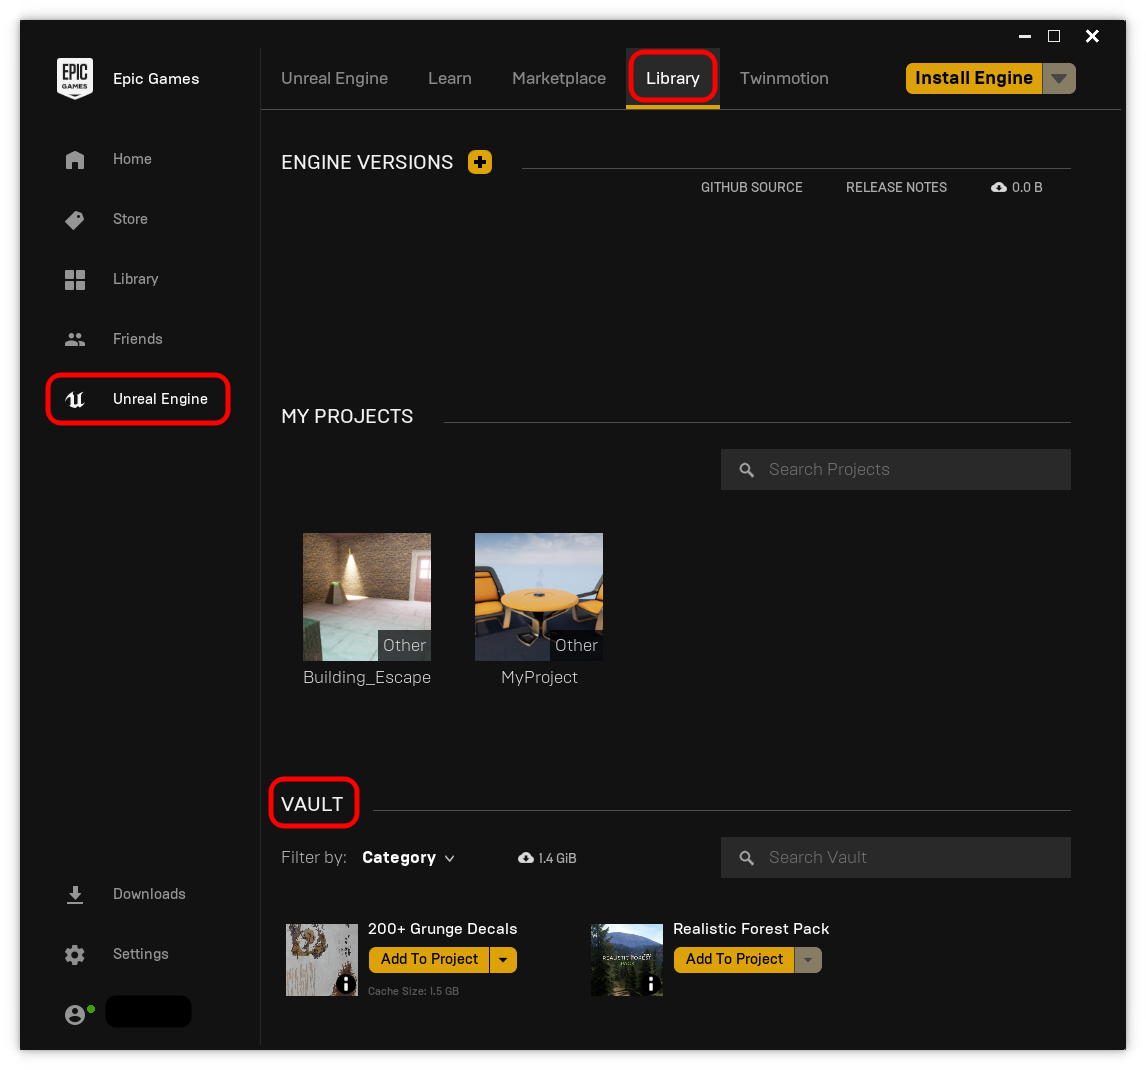 EPIC
GAMES
Epic Games
Unreal Engine
Learn
Marketplace
Library
Twinmotion
Install Engine
Home
Store
Library
Friends
Unreal Engine
Downloads
Settings
ENGINE VERSIONS
GITHUB SOURCE
RELEASE NOTES
0.0 B
MY PROJECTS
Search Projects
Other
Building_Escape
Other
MyProject
VAULT
Filter by:
Category
1.4 GiB
Search Vault
200+ Grunge Decals
Add To Project
Cache Size: 1.5 GB
REALISTIC FOREST
PACK
Realistic Forest Pack
Add To Project